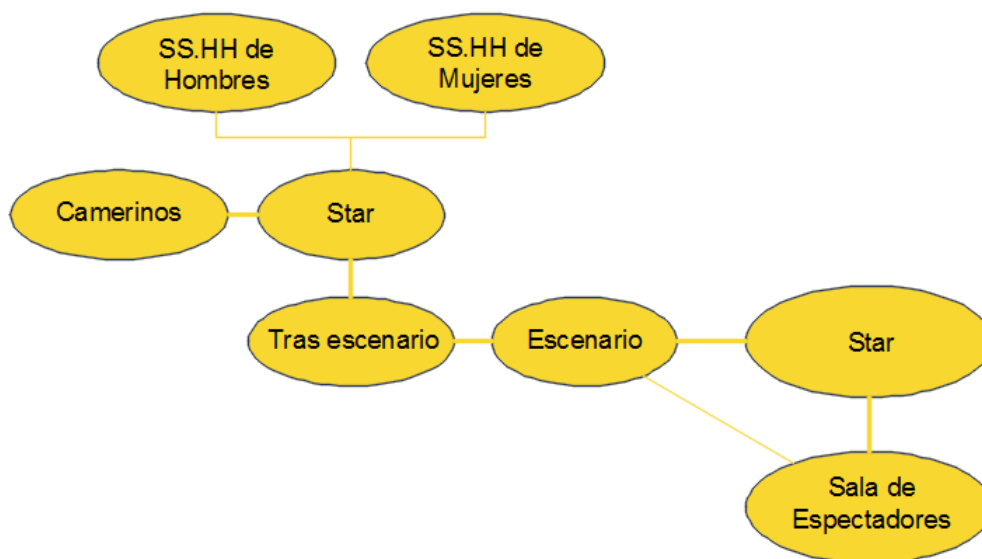 SS.HH de
Hombres
SS.HH de
Mujeres
Camerinos
Star
Tras escenario
Escenario
Star
Sala de
Espectadores